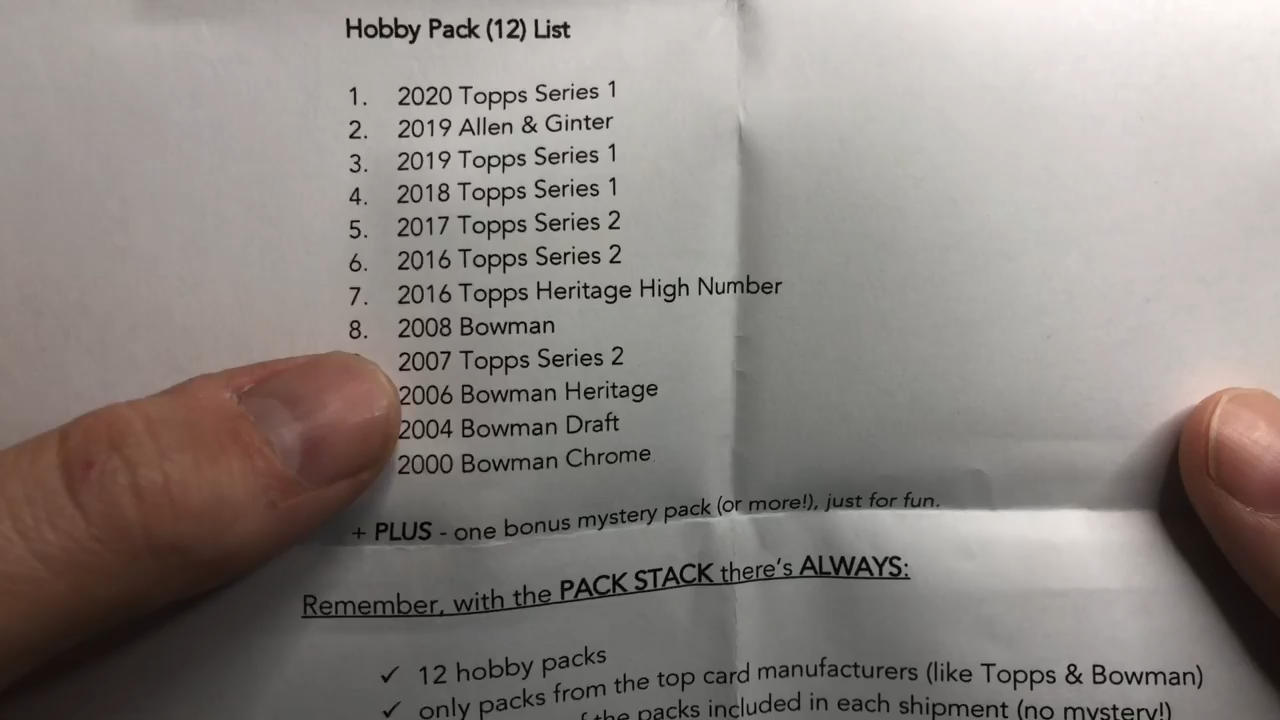 Hobby Pack (12) List
1. 2020 Topps Series 1
2. 2019 Allen & Ginter
3. 2019 Topps Series 1
4. 2018 Topps Series 1
5. 2017 Topps Series 2
6. 2016 Topps Series 2
7. 2016 Topps Heritage High Number
8. 2008 Bowman
2007 Topps Series 2
2006 Bowman Heritage
2004 Bowman Draft
2000 Bowman Chrome
+ PLUS - one bonus mystery pack (or more!), just for fun.
Remember, with the PACK STACK there's ALWAYS:
✓ 12 hobby packs
✓ only packs from the top card manufacturers (like Topps & Bowman)
the packs included in each shipment (no mystery!)